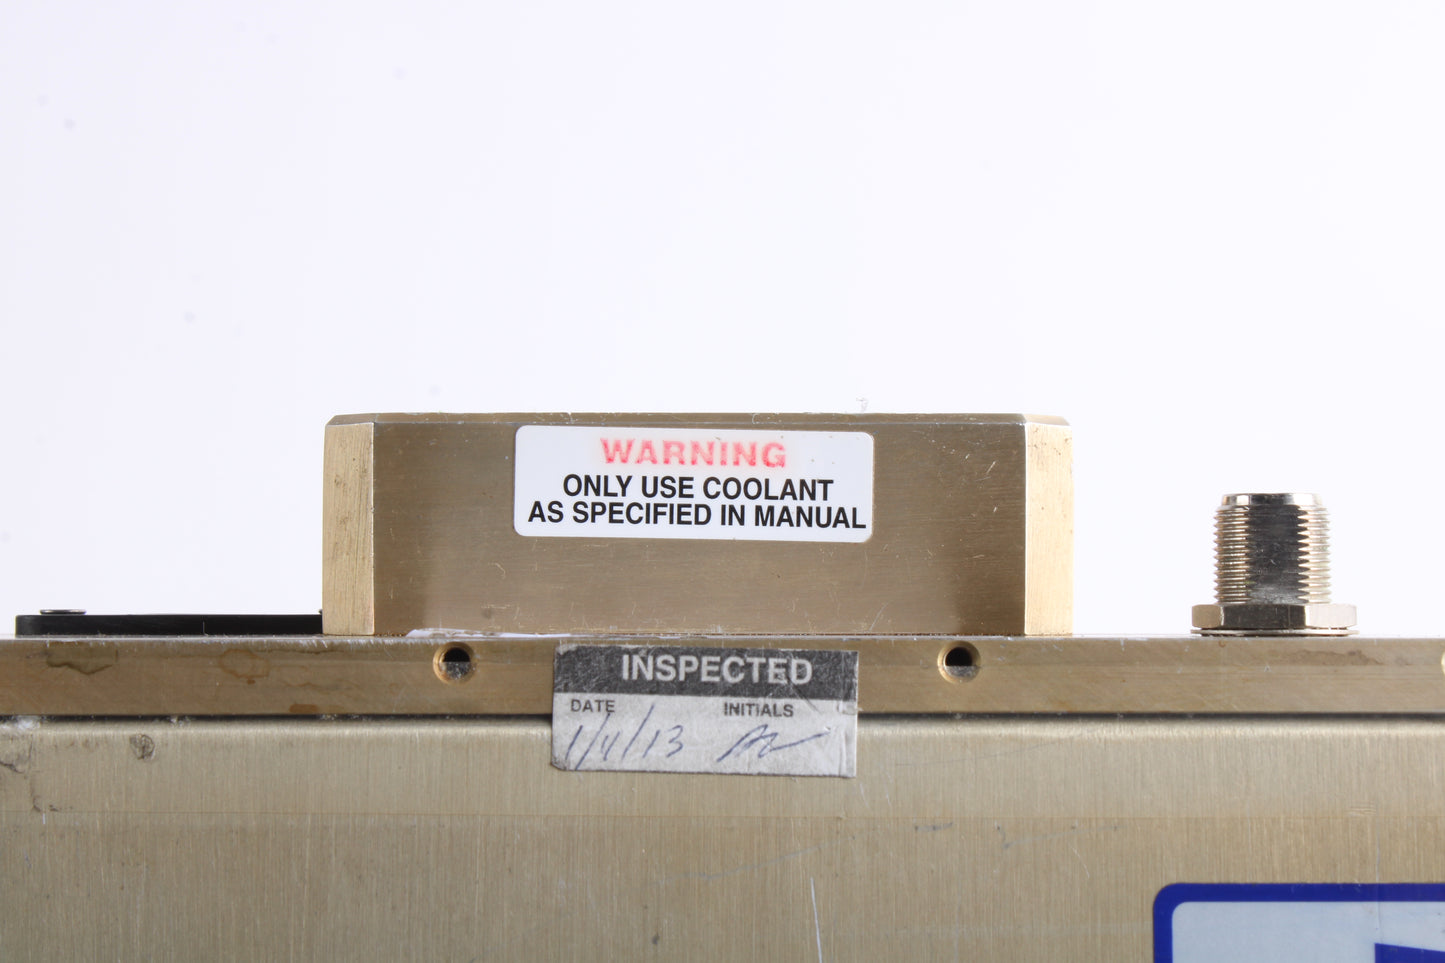 WARNING
ONLY USE COOLANT
AS SPECIFIED IN MANUAL
INSPECTED
DATE INITIALS
1/4/13